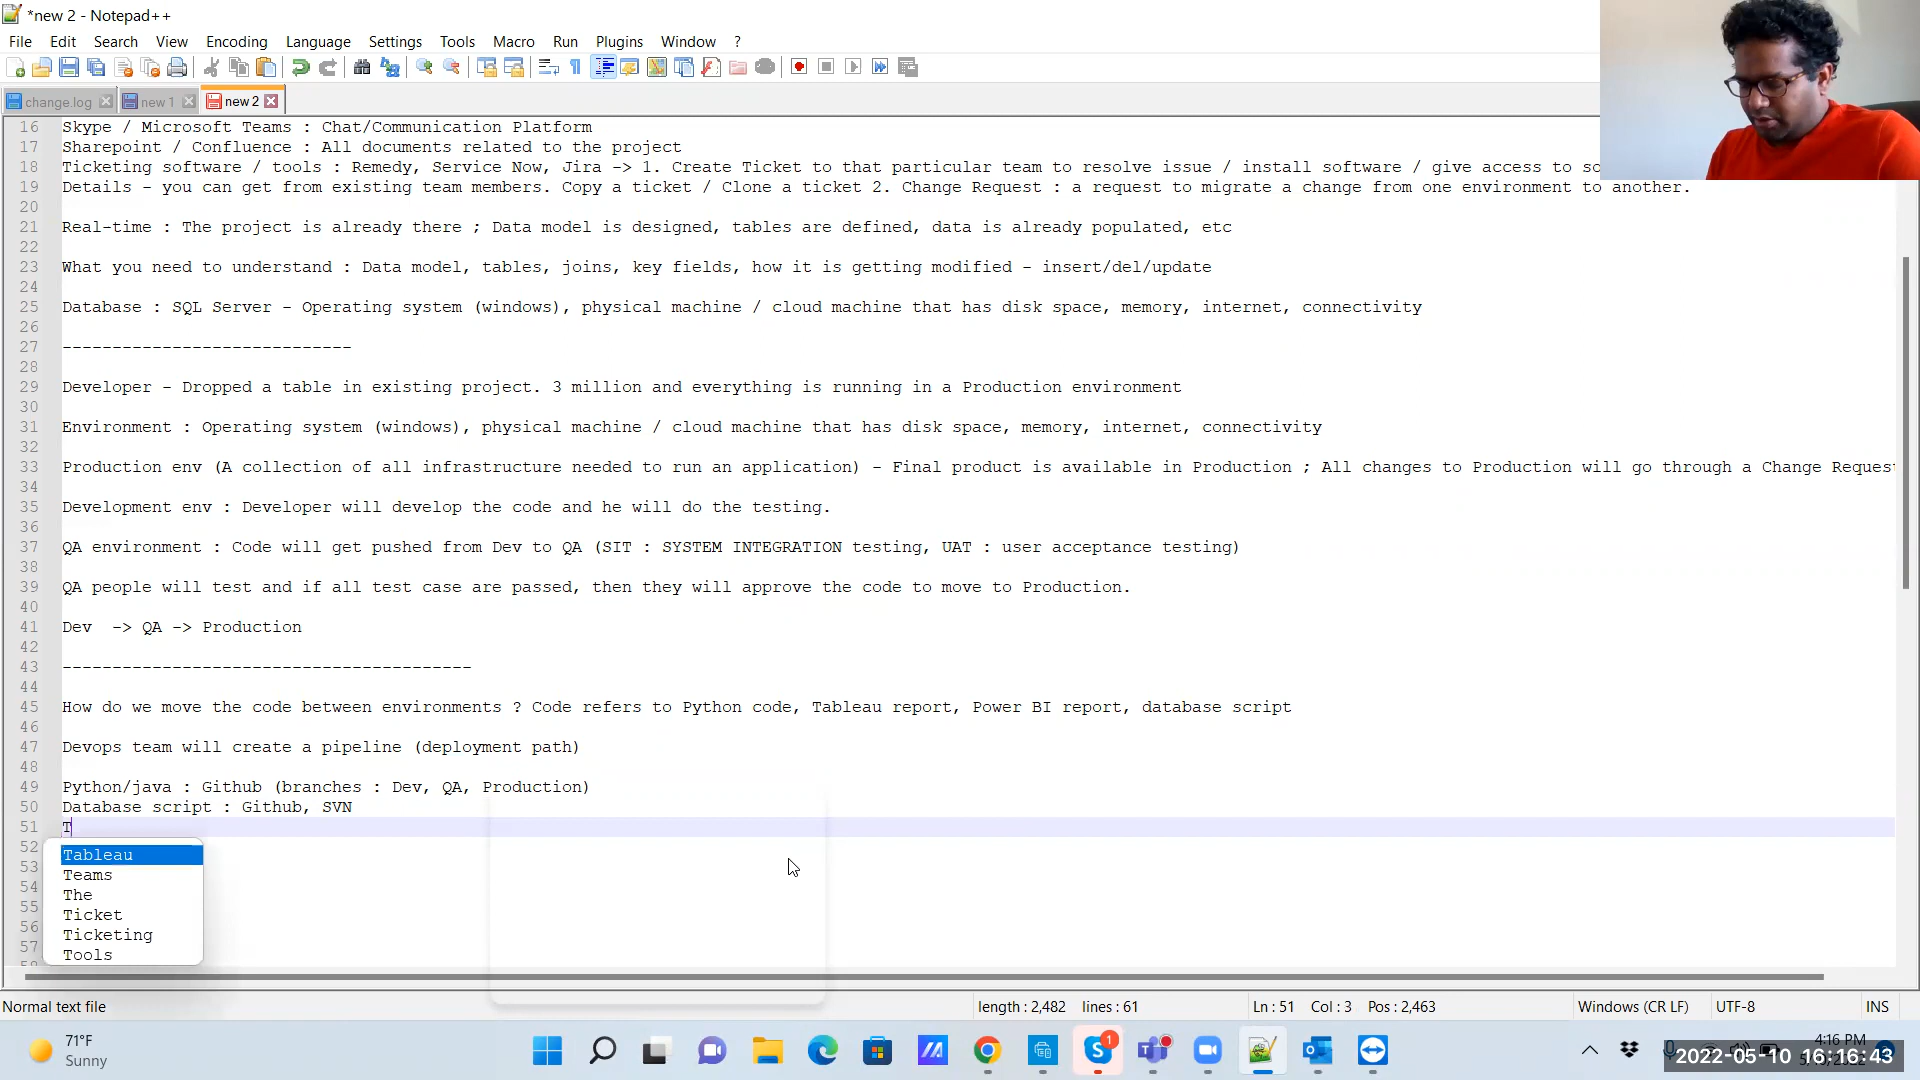 *new 2 - Notepad++
File Edit Search View Encoding Language Settings Tools Macro Run Plugins Window ?
change.log new 1 new 2
16 Skype / Microsoft Teams : Chat/Communication Platform
17 Sharepoint / Confluence : All documents related to the project
18 Ticketing software / tools : Remedy, Service Now, Jira -> 1. Create Ticket to that particular team to resolve issue / install software / give access to
19 Details - you can get from existing team members. Copy a ticket / Clone a ticket 2. Change Request : a request to migrate a change from one environment to another.
20
21 Real-time : The project is already there ; Data model is designed, tables are defined, data is already populated, etc
22
23 What you need to understand : Data model, tables, joins, key fields, how it is getting modified - insert/del/update
24
25 Database : SQL Server - Operating system (windows), physical machine / cloud machine that has disk space, memory, internet, connectivity
26
27 -----------------------------
28
29 Developer - Dropped a table in existing project. 3 million and everything is running in a Production environment
30
31 Environment : Operating system (windows), physical machine / cloud machine that has disk space, memory, internet, connectivity
32
33 Production env (A collection of all infrastructure needed to run an application) - Final product is available in Production ; All changes to Production will go through a Change Reques
34
35 Development env : Developer will develop the code and he will do the testing.
36
37 QA environment : Code will get pushed from Dev to QA (SIT : SYSTEM INTEGRATION testing, UAT : user acceptance testing)
38
39 QA people will test and if all test case are passed, then they will approve the code to move to Production.
40
41 Dev  -> QA -> Production
42
43 -----------------------------------------
44
45 How do we move the code between environments ? Code refers to Python code, Tableau report, Power BI report, database script
46
47 Devops team will create a pipeline (deployment path)
48
49 Python/java : Github (branches : Dev, QA, Production)
50 Database script : Github, SVN
51 T
52 Tableau
53 Teams
54 The
55 Ticket
56 Ticketing
57 Tools
Normal text file length : 2,482 lines : 61 Ln : 51 Col : 3 Pos : 2,463 Windows (CR LF) UTF-8 INS
71°F
Sunny
1
4:16 PM
2022-05-10 16:16:43